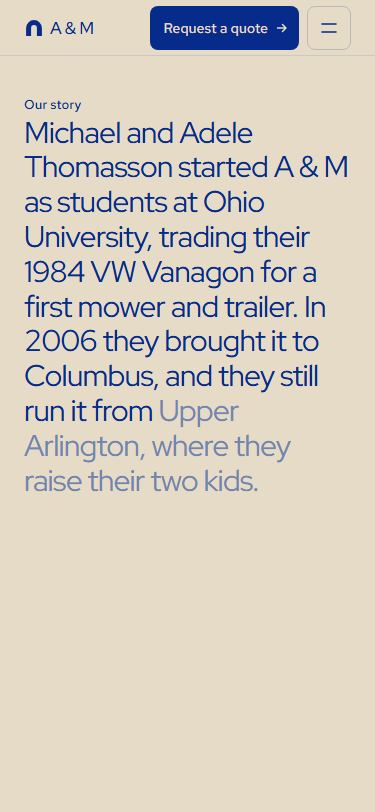 A & M
Request a quote →
Our story
Michael and Adele
Thomasson started A & M
as students at Ohio
University, trading their
1984 VW Vanagon for a
first mower and trailer. In
2006 they brought it to
Columbus, and they still
run it from Upper
Arlington, where they
raise their two kids.